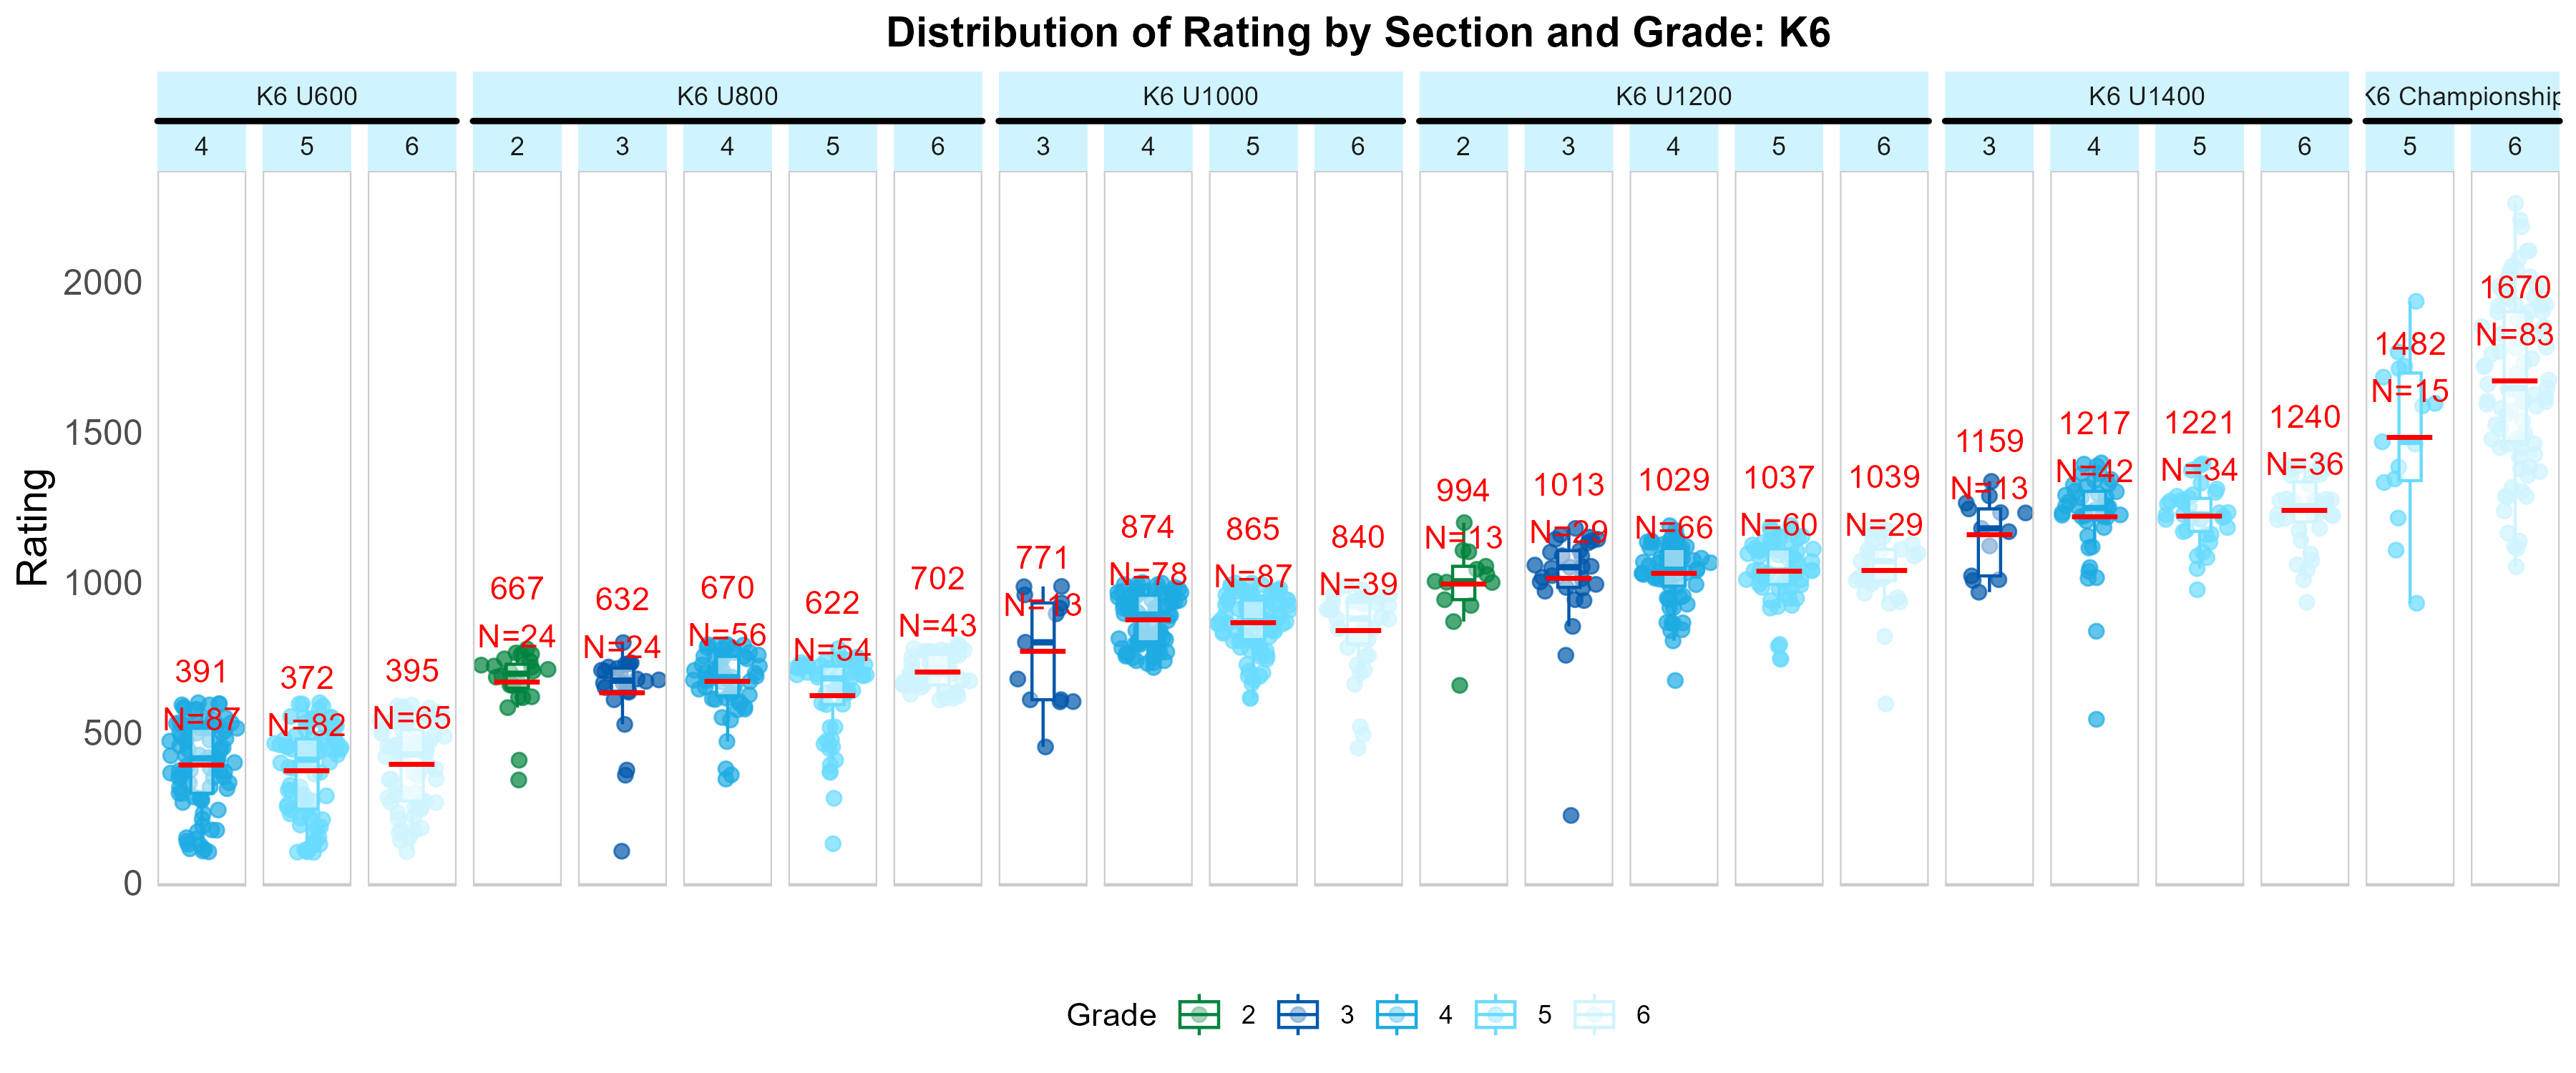 Distribution of Rating by Section and Grade: K6
K6 U600
K6 U800
K6 U1000
K6 U1200
K6 U1400
K6 Championship
4 5 6 2 3 4 5 6 3 4 5 6 2 3 4 5 6 3 4 5 6 5 6
Rating
2000
1500
1000
500
0
391
N=87
372
N=82
395
N=65
667
N=24
632
N=24
670
N=56
622
N=54
702
N=43
771
N=13
874
N=78
865
N=87
840
N=39
994
N=13
1013
N=29
1029
N=66
1037
N=60
1039
N=29
1159
N=13
1217
N=42
1221
N=34
1240
N=36
1482
N=15
1670
N=83
Grade 2 3 4 5 6